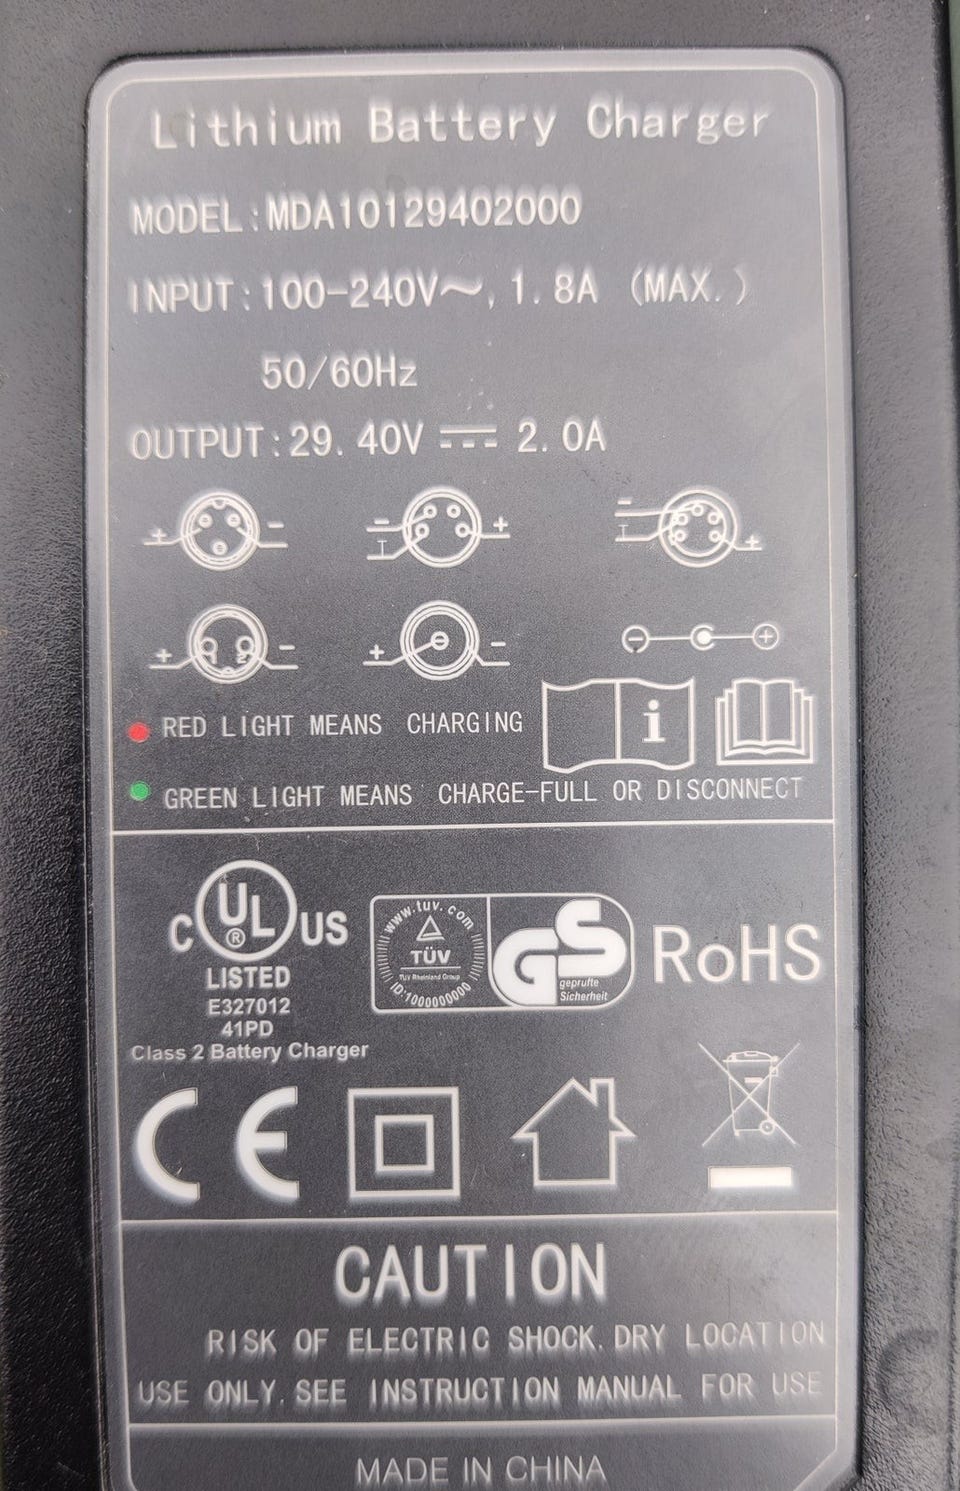 Lithium Battery Charger
MODEL:MDA10129402000
INPUT:100-240V~, 1.8A (MAX.)
50/60Hz
OUTPUT:29.40V ⎓ 2.0A
+ -
- T +
- T +
+ 1 2 -
+ - -
- +
RED LIGHT MEANS CHARGING
i
GREEN LIGHT MEANS CHARGE-FULL OR DISCONNECT
C UL ® US
LISTED
E327012
41PD
Class 2 Battery Charger
www.tuv.com
TÜV
TÜV Rheinland Group
ID:1000000000
GS
geprüfte
Sicherheit
RoHS
CE
CAUTION
RISK OF ELECTRIC SHOCK.DRY LOCATION
USE ONLY.SEE INSTRUCTION MANUAL FOR USE
MADE IN CHINA